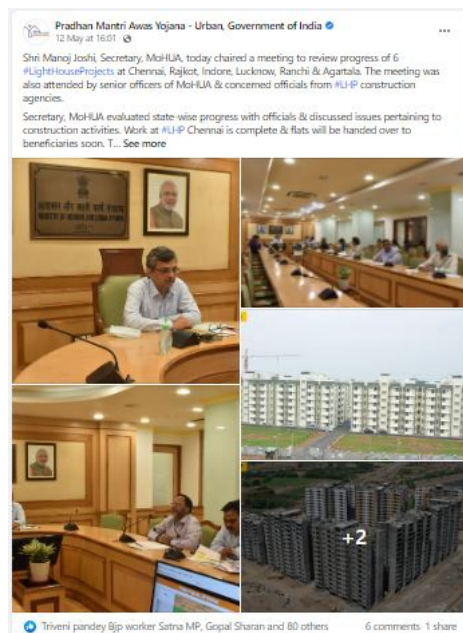 Pradhan Mantri Awas Yojana - Urban, Government of India
12 May at 16:01 ·
Shri Manoj Joshi, Secretary, MoHUA, today chaired a meeting to review progress of 6
#LightHouseProjects at Chennai, Rajkot, Indore, Lucknow, Ranchi & Agartala. The meeting was
also attended by senior officers of MoHUA & concerned officials from #LHP construction
agencies.
Secretary, MoHUA evaluated state-wise progress with officials & discussed issues pertaining to
construction activities. Work at #LHP Chennai is complete & flats will be handed over to
beneficiaries soon. T... See more
+2
Triveni pandey Bjp worker Satna MP, Gopal Sharan and 80 others
6 comments 1 share